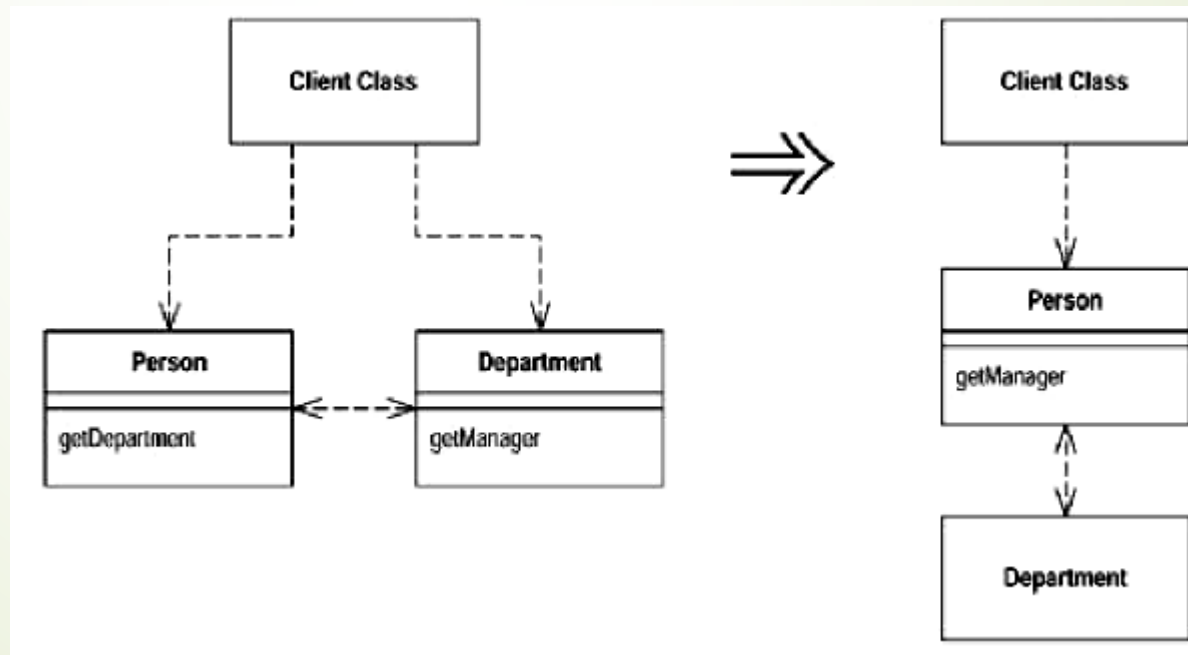 Client Class
Person
getDepartment
Department
getManager
Client Class
Person
getManager
Department